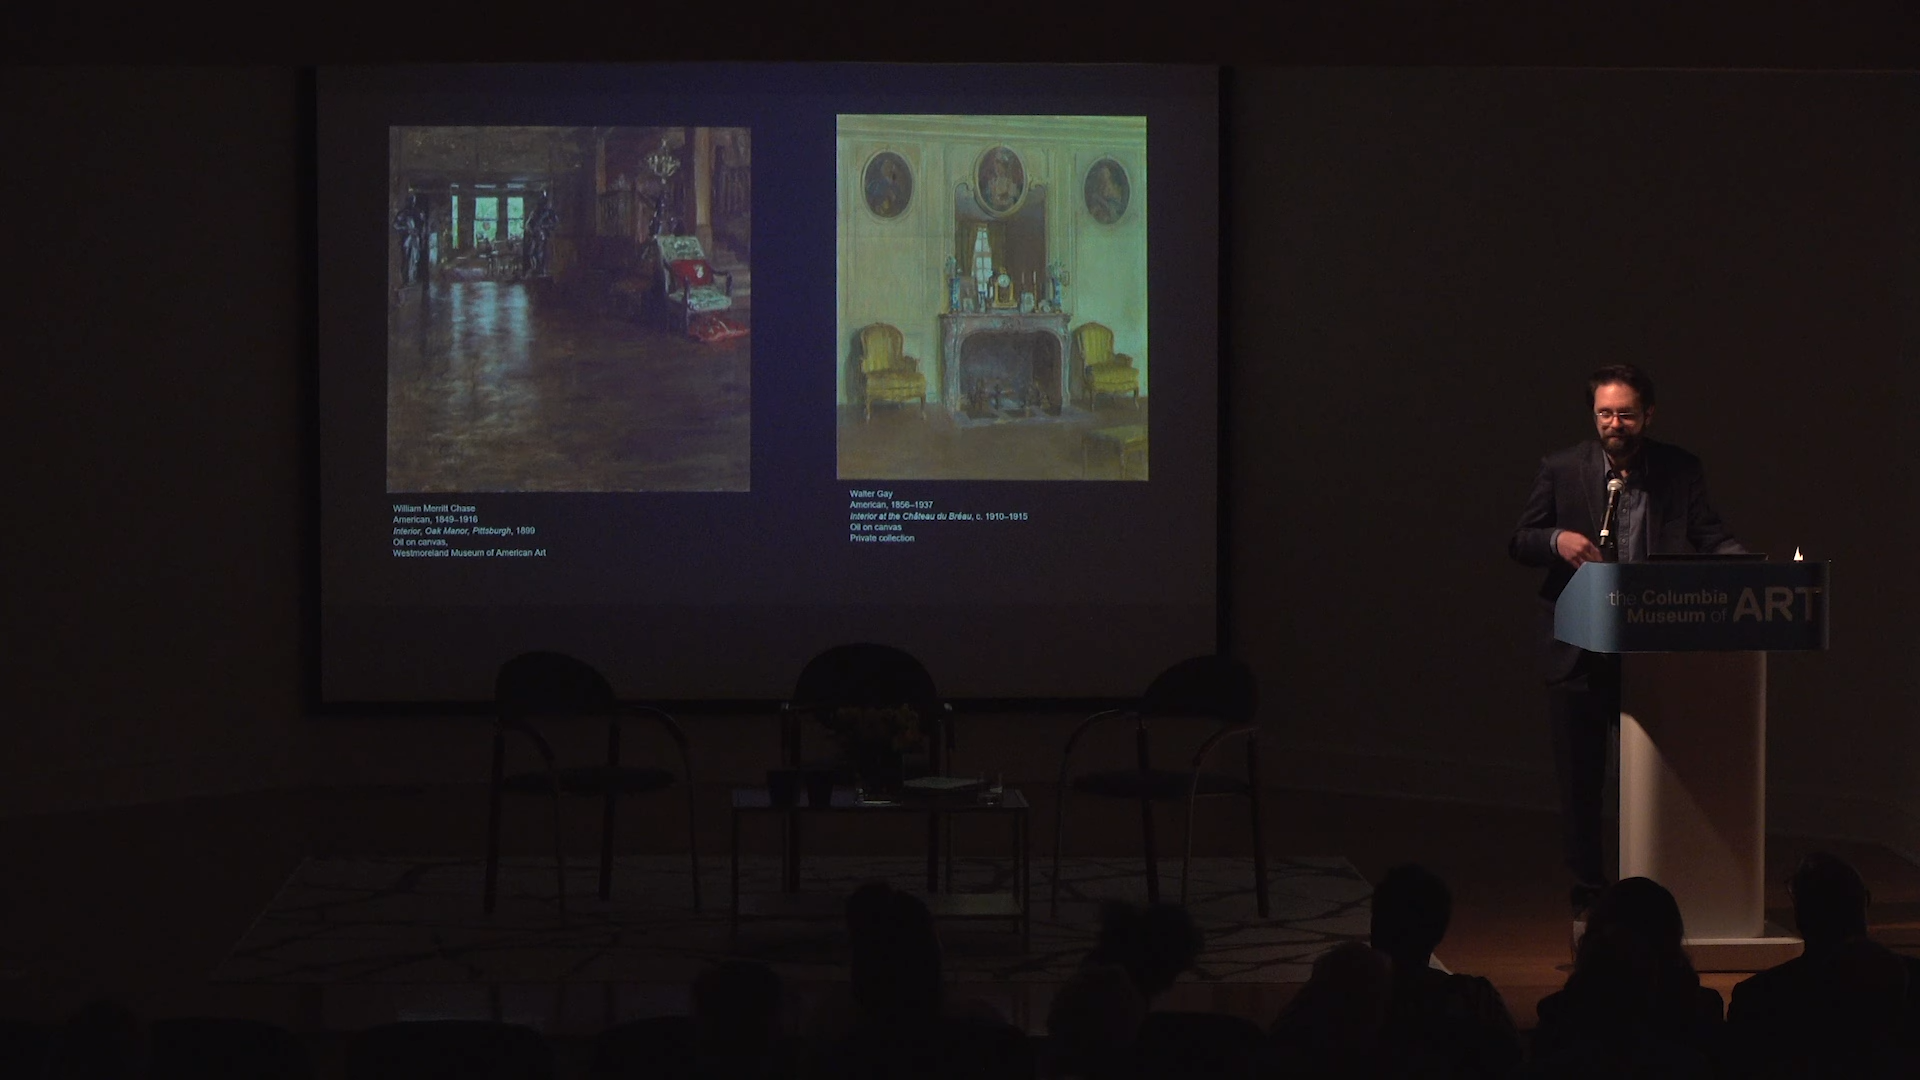 William Merritt Chase
American, 1849–1916
Interior, Oak Manor, Pittsburgh, 1899
Oil on canvas,
Westmoreland Museum of American Art
Walter Gay
American, 1856–1937
Interior at the Château du Bréau, c. 1910–1915
Oil on canvas
Private collection
the Columbia
Museum of ART